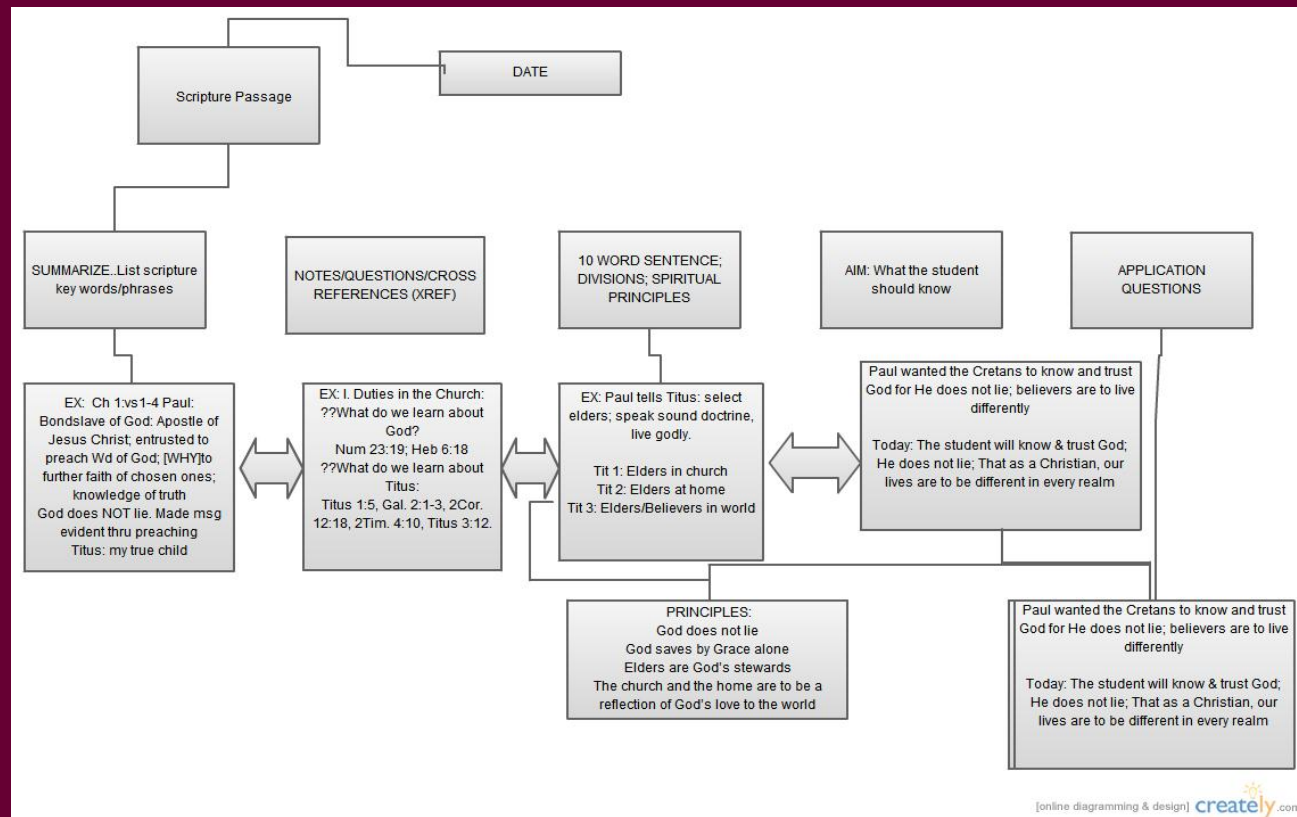 DATE
Scripture Passage
SUMMARIZE..List scripture
key words/phrases
NOTES/QUESTIONS/CROSS
REFERENCES (XREF)
10 WORD SENTENCE;
DIVISIONS; SPIRITUAL
PRINCIPLES
AIM: What the student
should know
APPLICATION
QUESTIONS
EX:  Ch 1:vs1-4 Paul:
Bondslave of God: Apostle of
Jesus Christ; entrusted to
preach Wd of God; [WHY]to
further faith of chosen ones;
knowledge of truth
God does NOT lie. Made msg
evident thru preaching
Titus: my true child
EX: I. Duties in the Church:
??What do we learn about
God?
Num 23:19; Heb 6:18
??What do we learn about
Titus:
Titus 1:5, Gal. 2:1-3, 2Cor.
12:18, 2Tim. 4:10, Titus 3:12.
EX: Paul tells Titus: select
elders; speak sound doctrine,
live godly.
Tit 1: Elders in church
Tit 2: Elders at home
Tit 3: Elders/Believers in world
Paul wanted the Cretans to know and trust
God for He does not lie; believers are to live
differently
Today: The student will know & trust God;
He does not lie; That as a Christian, our
lives are to be different in every realm
PRINCIPLES:
God does not lie
God saves by Grace alone
Elders are God's stewards
The church and the home are to be a
reflection of God's love to the world
Paul wanted the Cretans to know and trust
God for He does not lie; believers are to live
differently
Today: The student will know & trust God;
He does not lie; That as a Christian, our
lives are to be different in every realm
[online diagramming & design] creately.com